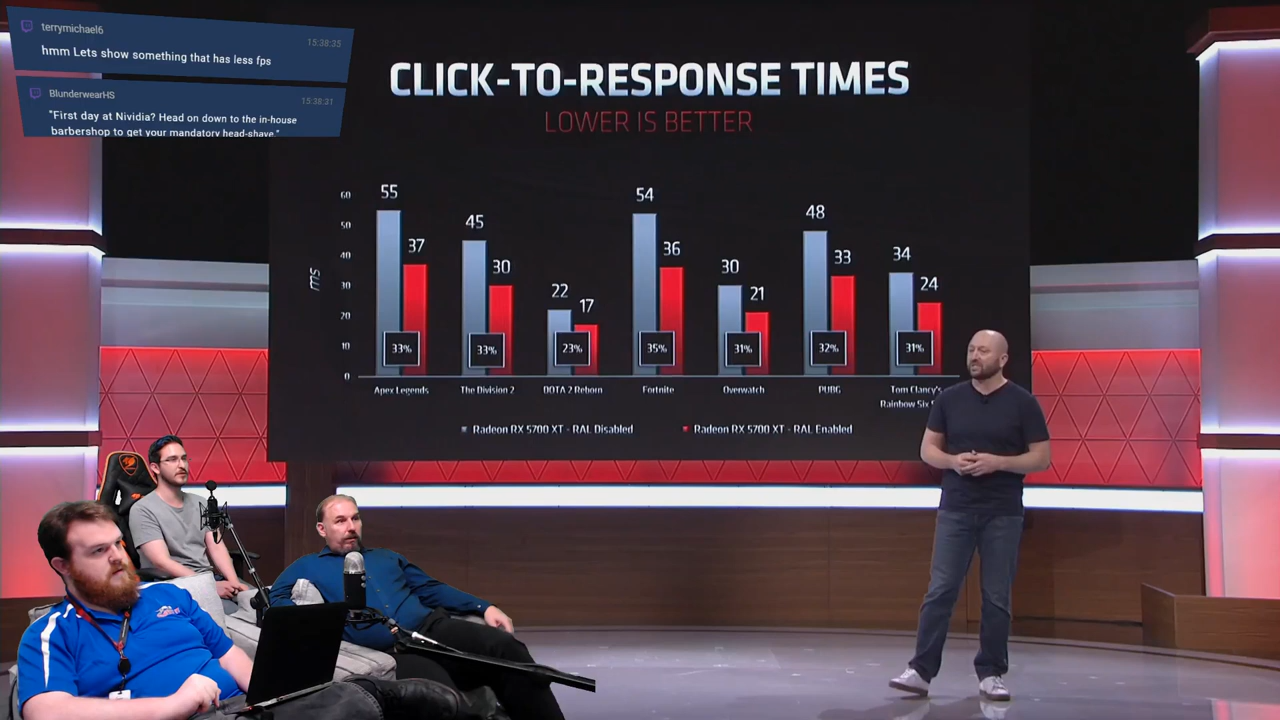 terrymichael6
15:38:35
hmm Lets show something that has less fps
BlunderwearHS
15:38:31
"First day at Nividia? Head on down to the in-house
barbershop to get your mandatory head-shave."
CLICK-TO-RESPONSE TIMES
LOWER IS BETTER
ms
60
50
40
30
20
10
0
55
37
33%
45
30
33%
22
17
23%
54
36
35%
30
21
31%
48
33
32%
34
24
31%
Apex Legends
The Division 2
DOTA 2 Reborn
Fortnite
Overwatch
PUBG
Tom Clancy's
Rainbow Six
Radeon RX 5700 XT - RAL Disabled
Radeon RX 5700 XT - RAL Enabled